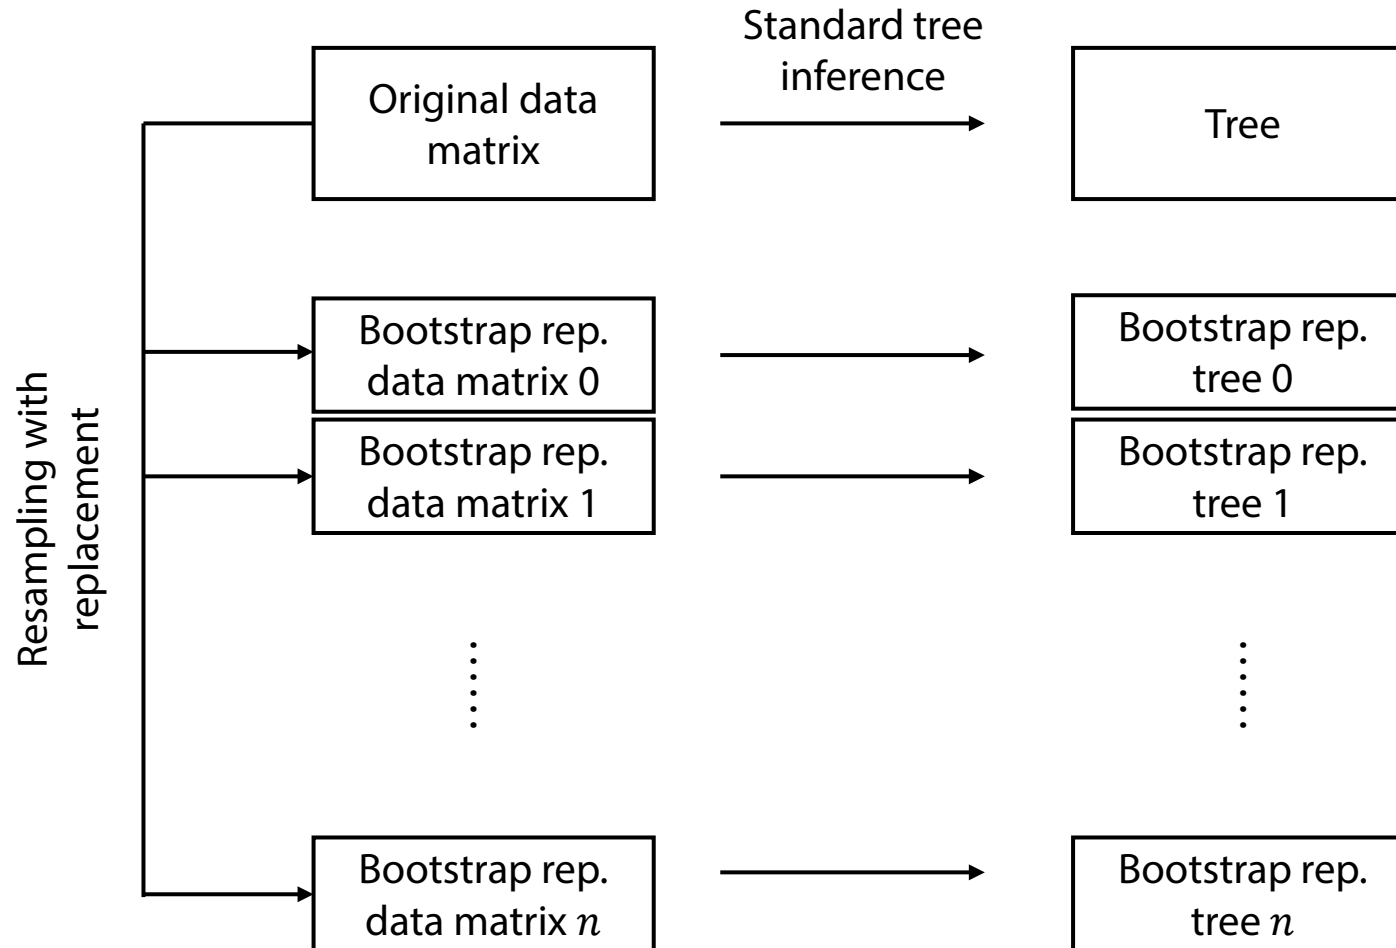 Standard tree
inference
Original data
matrix
Tree
Resampling with
replacement
Bootstrap rep.
data matrix 0
Bootstrap rep.
tree 0
Bootstrap rep.
data matrix 1
Bootstrap rep.
tree 1
Bootstrap rep.
data matrix n
Bootstrap rep.
tree n